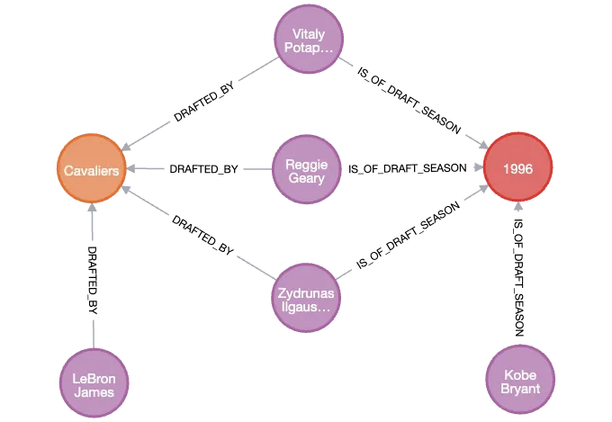 Vitaly
Potap…
DRAFTED_BY
IS_OF_DRAFT_SEASON
Cavaliers
DRAFTED_BY
Reggie
Geary
IS_OF_DRAFT_SEASON
1996
DRAFTED_BY
IS_OF_DRAFT_SEASON
DRAFTED_BY
Zydrunas
Ilgaus…
IS_OF_DRAFT_SEASON
LeBron
James
Kobe
Bryant